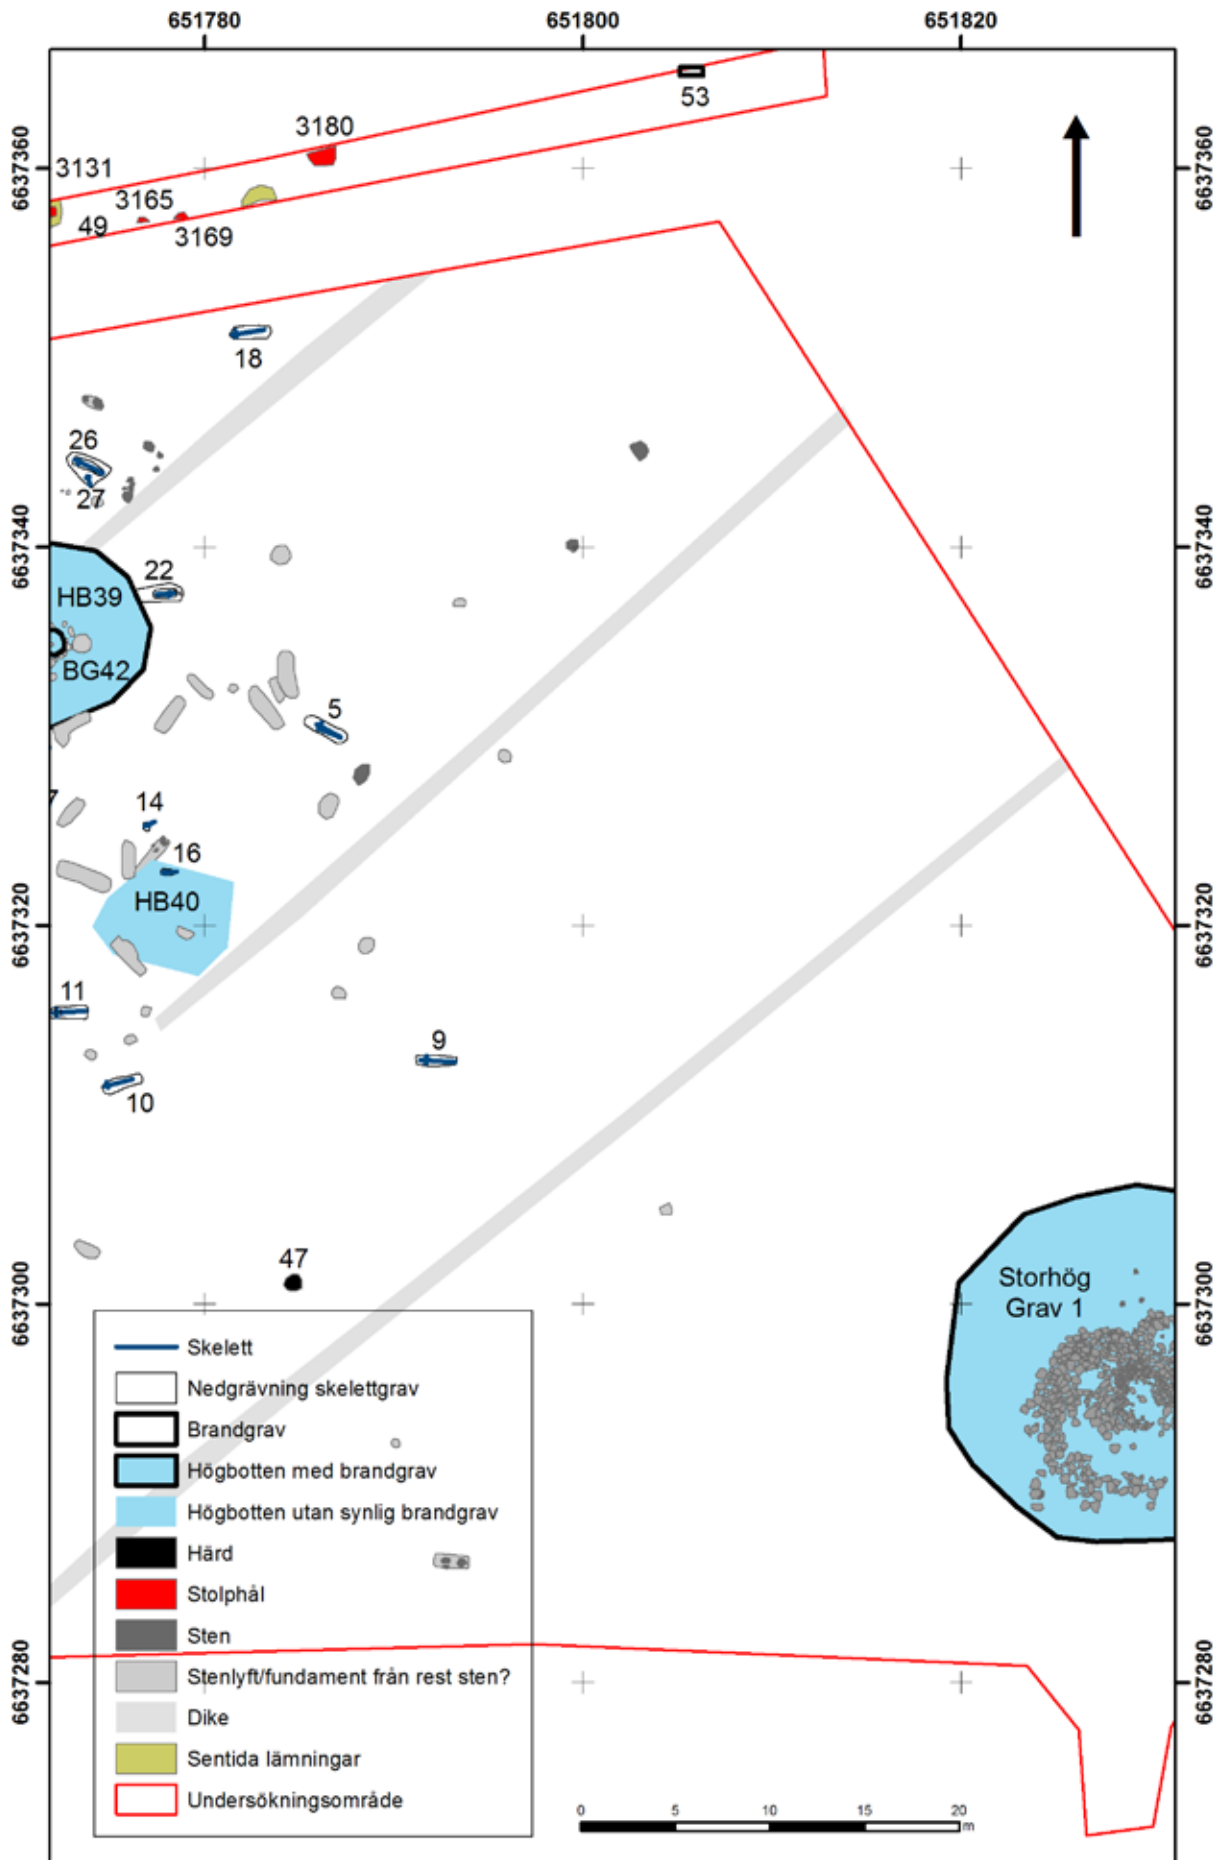 651780 651800 651820
53
3180
6637360 3131 6637360
3165
49 3169
18
26
27
6637340 6637340
22
HB39
BG42
5
7
14
16
HB40
6637320 6637320
11
9
10
47
Storhög
Grav 1
6637300 6637300
Skelett
Nedgrävning skelettgrav
Brandgrav
Högbotten med brandgrav
Högbotten utan synlig brandgrav
Härd
Stolphål
Sten
Stenlyft/fundament från rest sten?
Dike
Sentida lämningar
Undersökningsområde
6637280 6637280
0 5 10 15 20
m